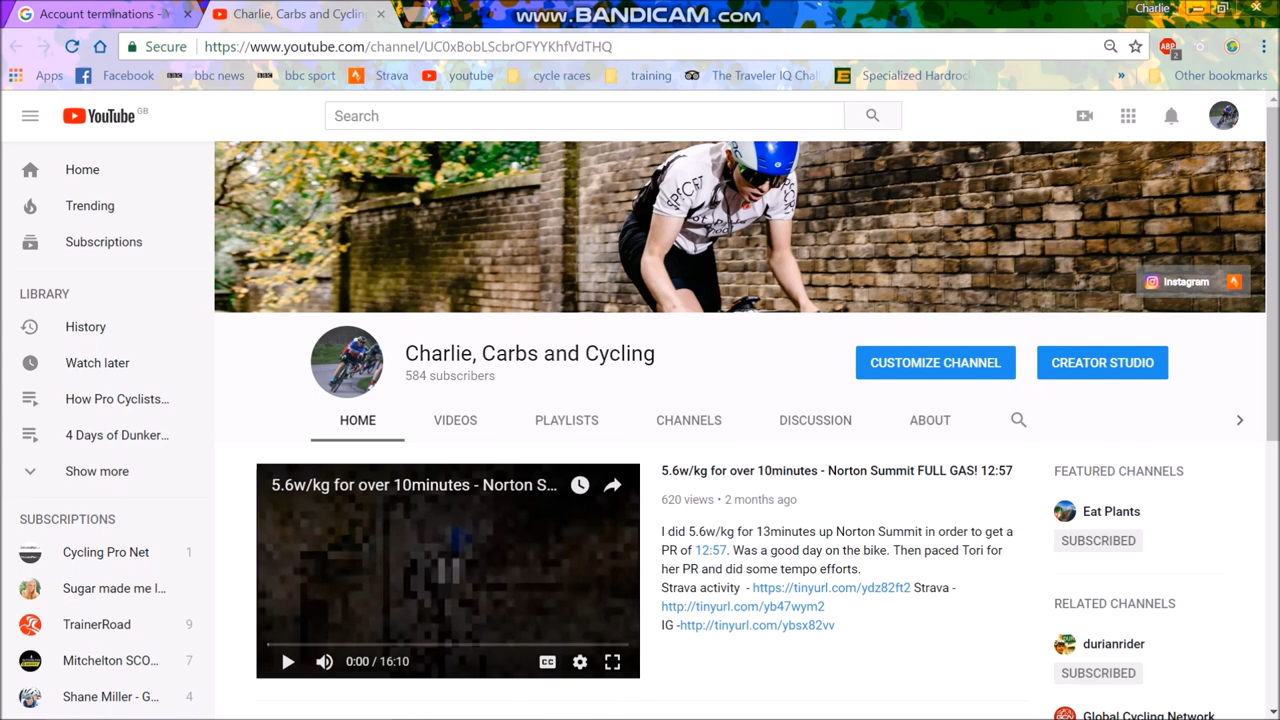 Account terminations -
Charlie, Carbs and Cyclin
www.BANDICAM.com
Charlie
Secure
https://www.youtube.com/channel/UC0xBobLScbrOFYYKhfVdTHQ
ABP
2
Apps
Facebook
BBC
bbc news
BBC
bbc sport
Strava
youtube
cycle races
training
The Traveler IQ Cha
Specialized Hardroc
»
Other bookmarks
YouTube GB
Search
Home
Trending
Subscriptions
LIBRARY
History
Watch later
How Pro Cyclists...
4 Days of Dunker...
Show more
SUBSCRIPTIONS
Cycling Pro Net 1
Sugar made me l...
TrainerRoad 9
Mitchelton SCO... 7
Shane Miller - G... 4
Instagram
Charlie, Carbs and Cycling
584 subscribers
CUSTOMIZE CHANNEL
CREATOR STUDIO
HOME
VIDEOS
PLAYLISTS
CHANNELS
DISCUSSION
ABOUT
5.6w/kg for over 10minutes - Norton S...
0:00 / 16:10
CC
5.6w/kg for over 10minutes - Norton Summit FULL GAS! 12:57
620 views • 2 months ago
I did 5.6w/kg for 13minutes up Norton Summit in order to get a
PR of 12:57. Was a good day on the bike. Then paced Tori for
her PR and did some tempo efforts.
Strava activity - https://tinyurl.com/ydz82ft2 Strava -
http://tinyurl.com/yb47wym2
IG -http://tinyurl.com/ybsx82vv
FEATURED CHANNELS
Eat Plants
SUBSCRIBED
RELATED CHANNELS
durianrider
SUBSCRIBED
Global Cycling Network